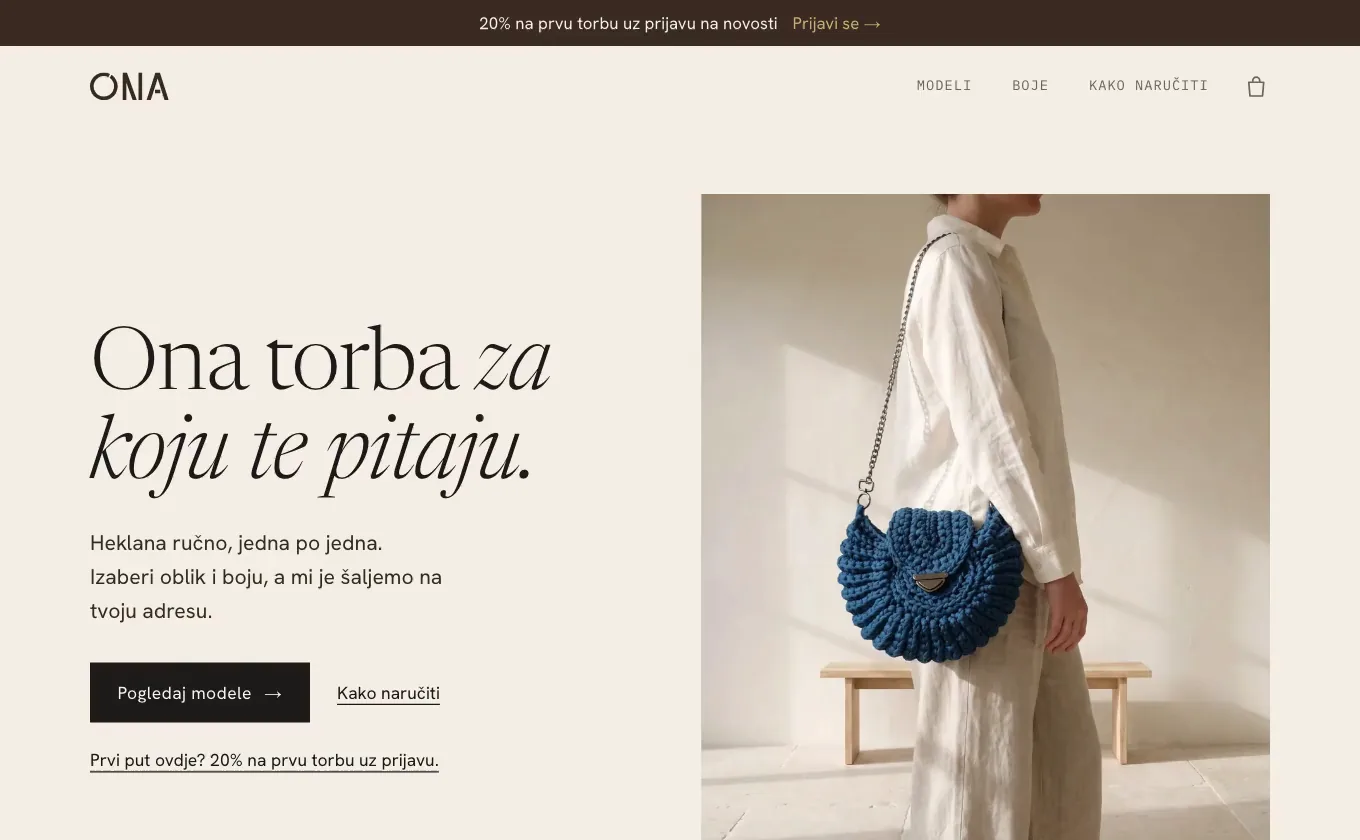 20% na prvu torbu uz prijavu na novosti Prijavi se →
ONA
MODELI BOJE KAKO NARUČITI
Ona torba za
koju te pitaju.
Heklana ručno, jedna po jedna.
Izaberi oblik i boju, a mi je šaljemo na
tvoju adresu.
Pogledaj modele → Kako naručiti
Prvi put ovdje? 20% na prvu torbu uz prijavu.